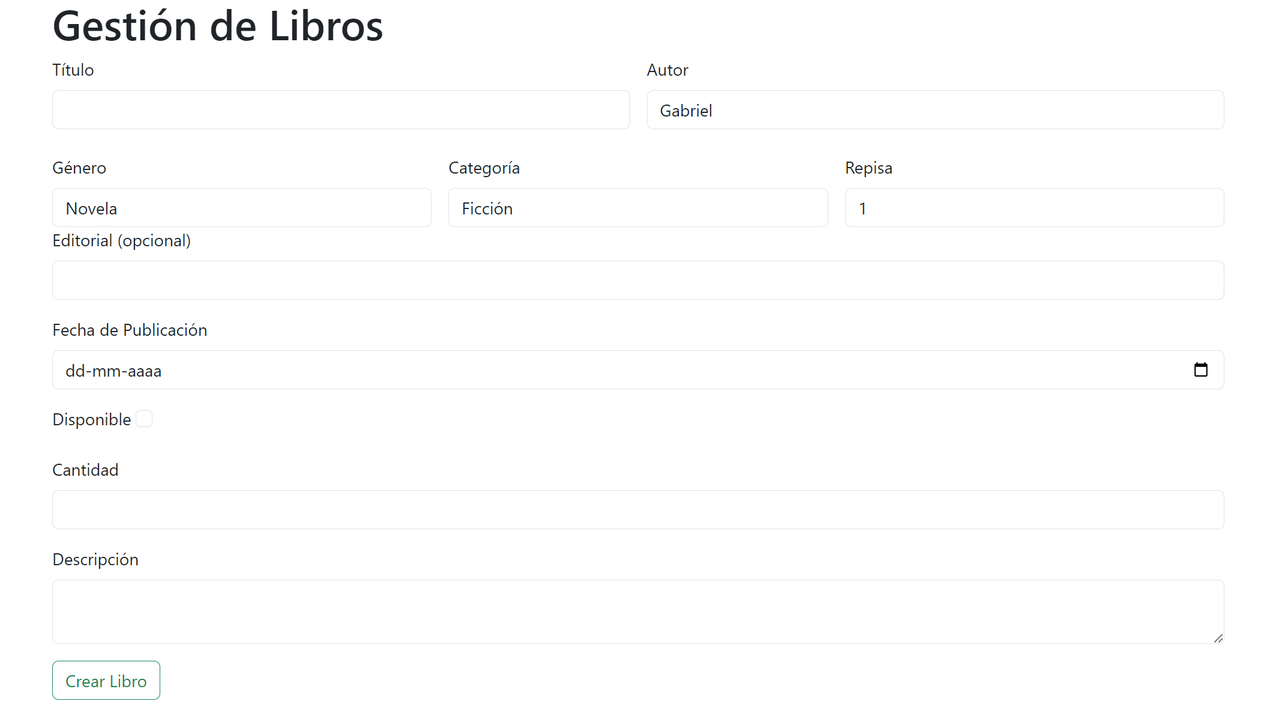 Gestión de Libros
Título
Autor
Gabriel
Género
Categoría
Repisa
Novela
Ficción
1
Editorial (opcional)
Fecha de Publicación
dd-mm-aaaa
Disponible
Cantidad
Descripción
Crear Libro